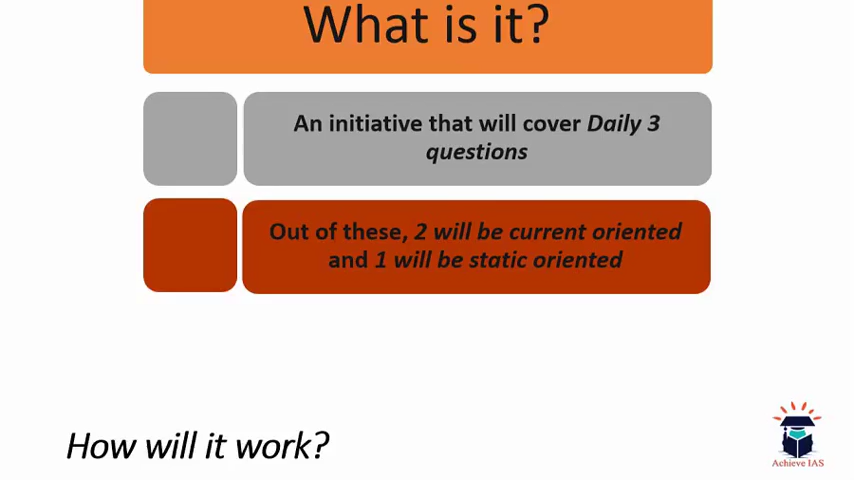 What is it?
An initiative that will cover Daily 3
questions
Out of these, 2 will be current oriented
and 1 will be static oriented
How will it work?
Achieve IAS